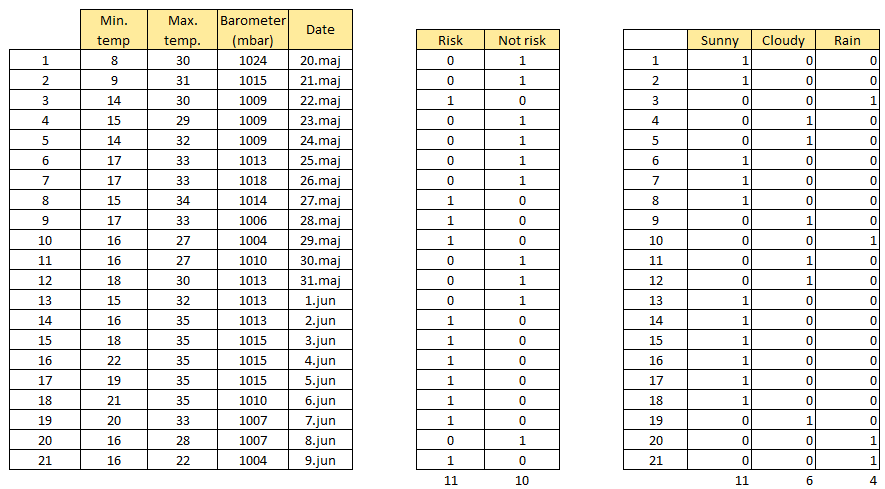 Min. temp Max. temp. Barometer (mbar) Date Risk Not risk Sunny Cloudy Rain
1 8 30 1024 20.maj 0 1 1 1 0 0
2 9 31 1015 21.maj 0 1 2 1 0 0
3 14 30 1009 22.maj 1 0 3 0 0 1
4 15 29 1009 23.maj 0 1 4 0 1 0
5 14 32 1009 24.maj 0 1 5 0 1 0
6 17 33 1013 25.maj 0 1 6 1 0 0
7 17 33 1018 26.maj 0 1 7 1 0 0
8 15 34 1014 27.maj 1 0 8 1 0 0
9 17 33 1006 28.maj 1 0 9 0 1 0
10 16 27 1004 29.maj 1 0 10 0 0 1
11 16 27 1010 30.maj 0 1 11 0 1 0
12 18 30 1013 31.maj 0 1 12 0 1 0
13 15 32 1013 1.jun 0 1 13 1 0 0
14 16 35 1013 2.jun 1 0 14 1 0 0
15 18 35 1015 3.jun 1 0 15 1 0 0
16 22 35 1015 4.jun 1 0 16 1 0 0
17 19 35 1015 5.jun 1 0 17 1 0 0
18 21 35 1010 6.jun 1 0 18 1 0 0
19 20 33 1007 7.jun 1 0 19 0 1 0
20 16 28 1007 8.jun 0 1 20 0 0 1
21 16 22 1004 9.jun 1 0 21 0 0 1
11 10 11 6 4